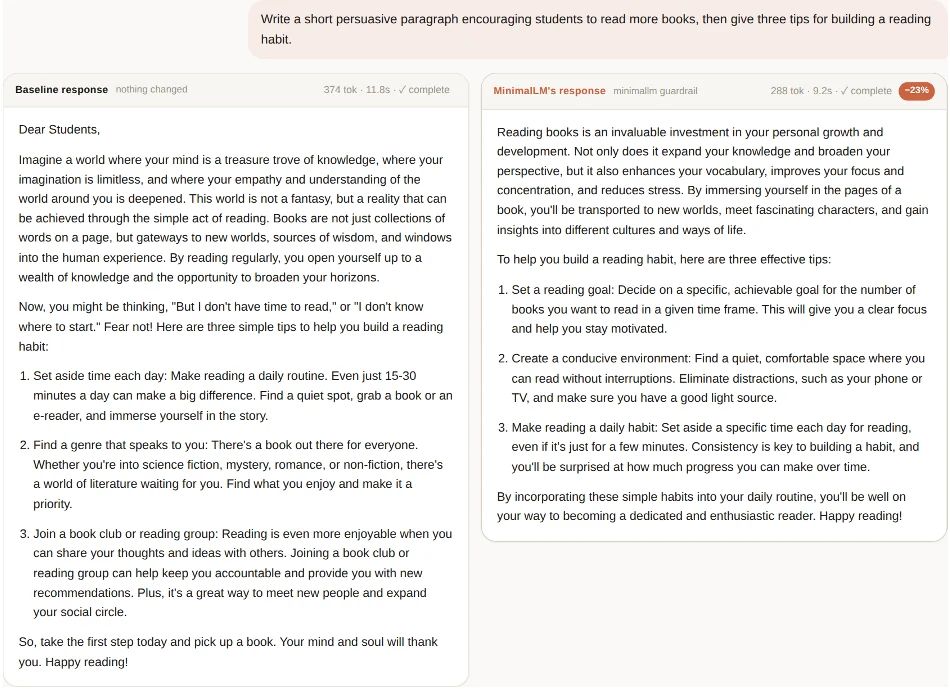 Write a short persuasive paragraph encouraging students to read more books, then give three tips for building a reading
habit.
Baseline response nothing changed 374 tok · 11.8s · ✓ complete
Dear Students,
Imagine a world where your mind is a treasure trove of knowledge, where your
imagination is limitless, and where your empathy and understanding of the
world around you is deepened. This world is not a fantasy, but a reality that can
be achieved through the simple act of reading. Books are not just collections of
words on a page, but gateways to new worlds, sources of wisdom, and windows
into the human experience. By reading regularly, you open yourself up to a
wealth of knowledge and the opportunity to broaden your horizons.
Now, you might be thinking, "But I don't have time to read," or "I don't know
where to start." Fear not! Here are three simple tips to help you build a reading
habit:
1. Set aside time each day: Make reading a daily routine. Even just 15-30
minutes a day can make a big difference. Find a quiet spot, grab a book or an
e-reader, and immerse yourself in the story.
2. Find a genre that speaks to you: There's a book out there for everyone.
Whether you're into science fiction, mystery, romance, or non-fiction, there's
a world of literature waiting for you. Find what you enjoy and make it a
priority.
3. Join a book club or reading group: Reading is even more enjoyable when you
can share your thoughts and ideas with others. Joining a book club or
reading group can help keep you accountable and provide you with new
recommendations. Plus, it's a great way to meet new people and expand
your social circle.
So, take the first step today and pick up a book. Your mind and soul will thank
you. Happy reading!
MinimalLM's response minimallm guardrail 288 tok · 9.2s · ✓ complete −23%
Reading books is an invaluable investment in your personal growth and
development. Not only does it expand your knowledge and broaden your
perspective, but it also enhances your vocabulary, improves your focus and
concentration, and reduces stress. By immersing yourself in the pages of a
book, you'll be transported to new worlds, meet fascinating characters, and gain
insights into different cultures and ways of life.
To help you build a reading habit, here are three effective tips:
1. Set a reading goal: Decide on a specific, achievable goal for the number of
books you want to read in a given time frame. This will give you a clear focus
and help you stay motivated.
2. Create a conducive environment: Find a quiet, comfortable space where you
can read without interruptions. Eliminate distractions, such as your phone or
TV, and make sure you have a good light source.
3. Make reading a daily habit: Set aside a specific time each day for reading,
even if it's just for a few minutes. Consistency is key to building a habit, and
you'll be surprised at how much progress you can make over time.
By incorporating these simple habits into your daily routine, you'll be well on
your way to becoming a dedicated and enthusiastic reader. Happy reading!